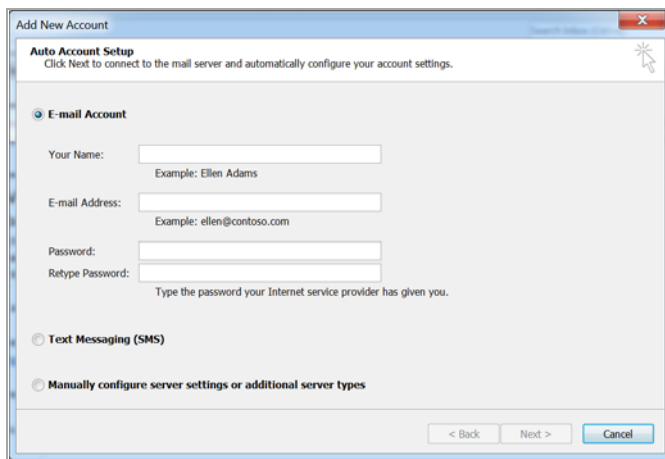 Add New Account
Auto Account Setup
Click Next to connect to the mail server and automatically configure your account settings.
E-mail Account
Your Name:
Example: Ellen Adams
E-mail Address:
Example: ellen@contoso.com
Password:
Retype Password:
Type the password your Internet service provider has given you.
Text Messaging (SMS)
Manually configure server settings or additional server types
< Back Next > Cancel